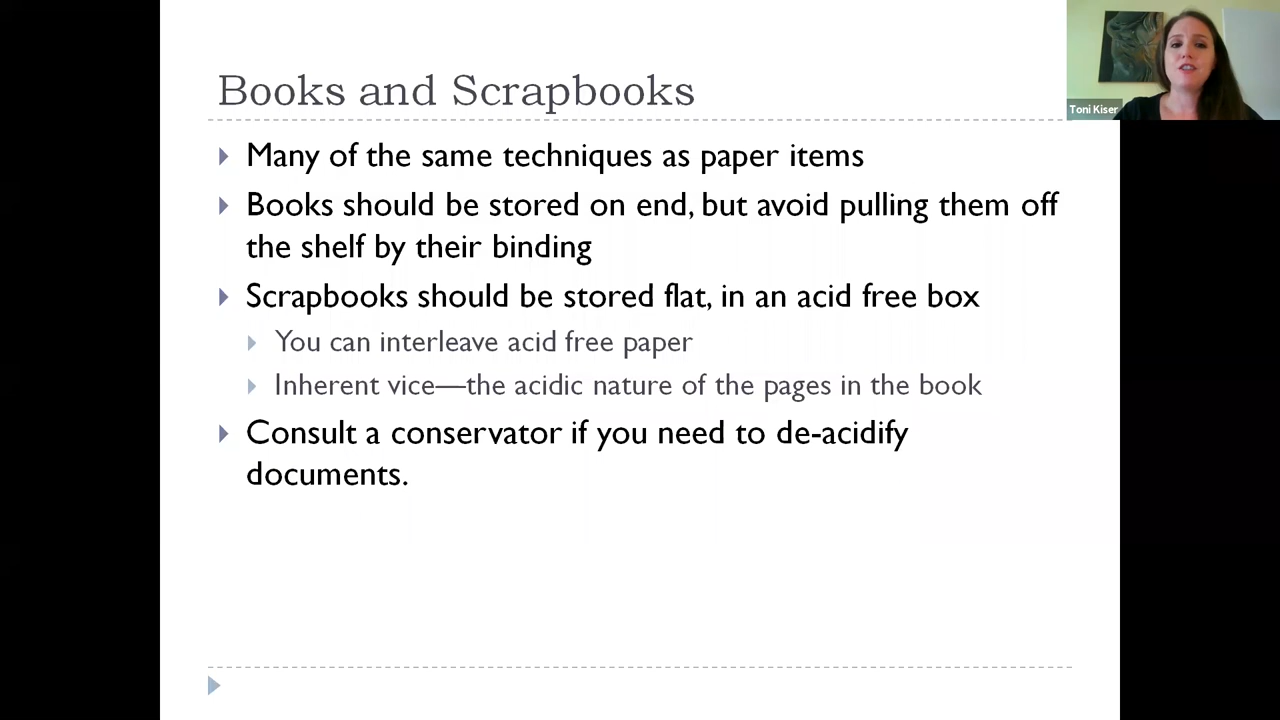 Books and Scrapbooks
Toni Kiser
Many of the same techniques as paper items
Books should be stored on end, but avoid pulling them off
the shelf by their binding
Scrapbooks should be stored flat, in an acid free box
You can interleave acid free paper
Inherent vice—the acidic nature of the pages in the book
Consult a conservator if you need to de-acidify
documents.